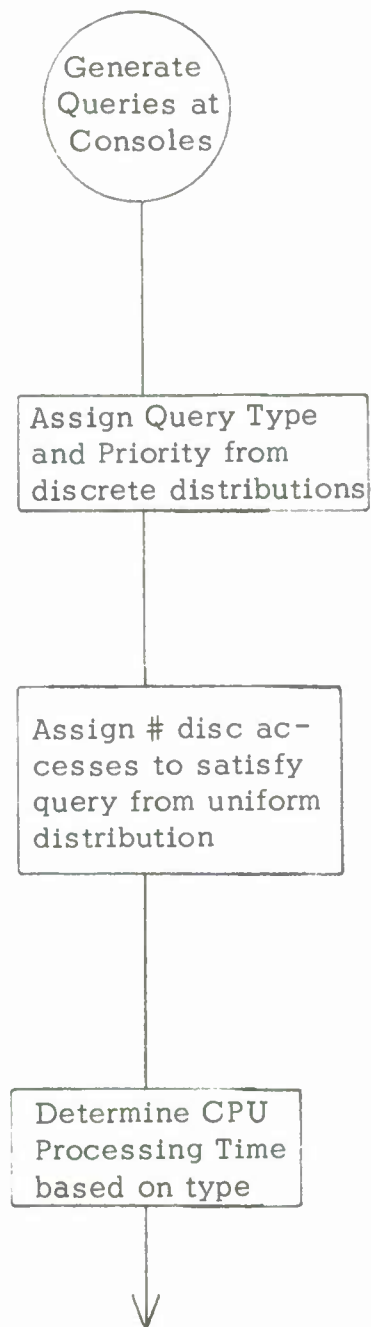 Generate
Queries at
Consoles
Assign Query Type
and Priority from
discrete distributions
Assign # disc ac-
cesses to satisfy
query from uniform
distribution
Determine CPU
Processing Time
based on type